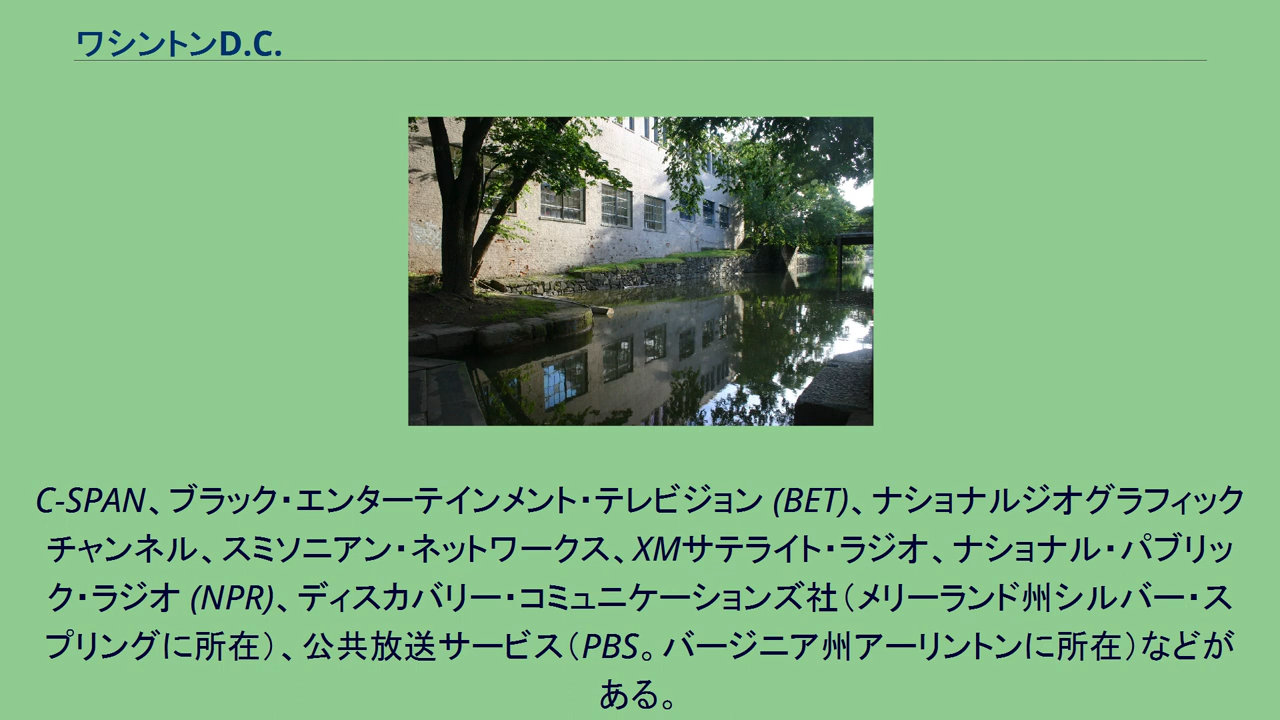 ワシントンD.C.
C-SPAN、ブラック・エンターテインメント・テレビジョン (BET)、ナショナルジオグラフィック
チャンネル、スミソニアン・ネットワークス、XMサテライト・ラジオ、ナショナル・パブリッ
ク・ラジオ (NPR)、ディスカバリー・コミュニケーションズ社（メリーランド州シルバー・ス
プリングに所在）、公共放送サービス（PBS。バージニア州アーリントンに所在）などが
ある。